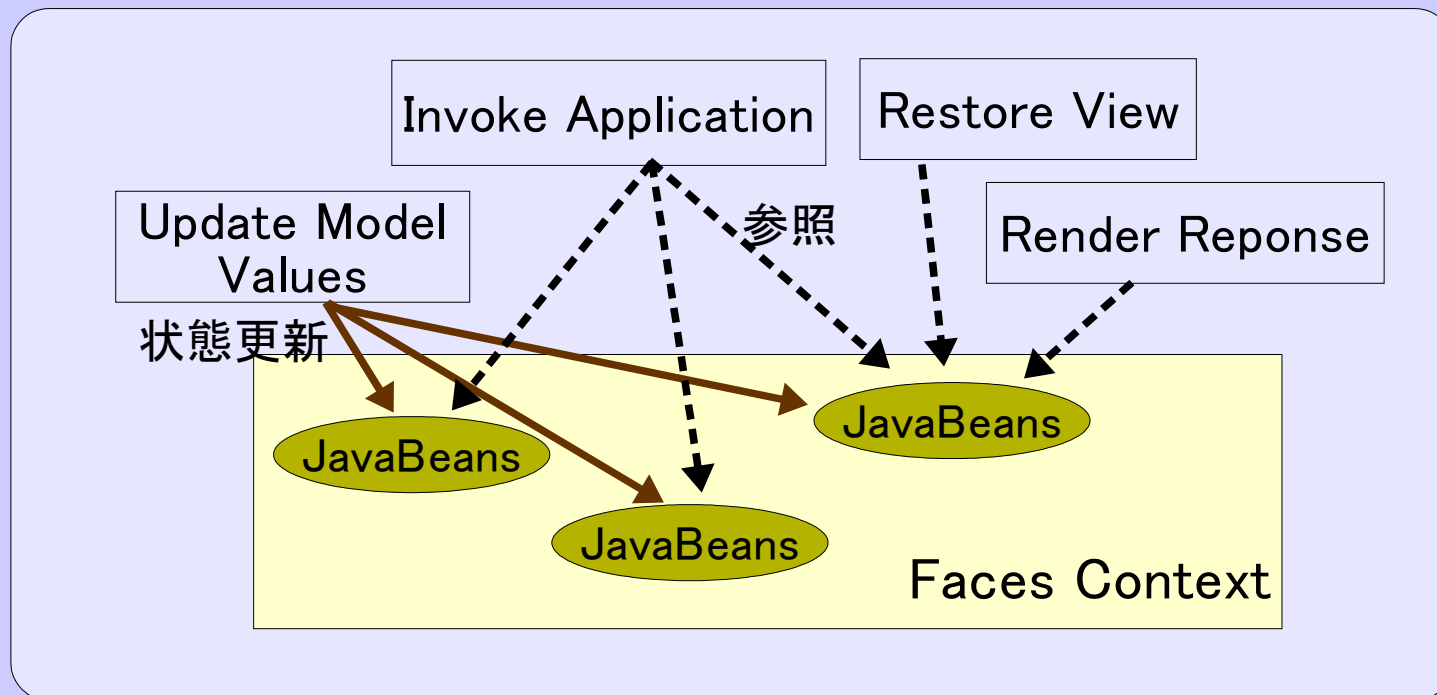 Invoke Application
Restore View
Update Model
Values
参照
Render Reponse
状態更新
JavaBeans
JavaBeans
JavaBeans
Faces Context